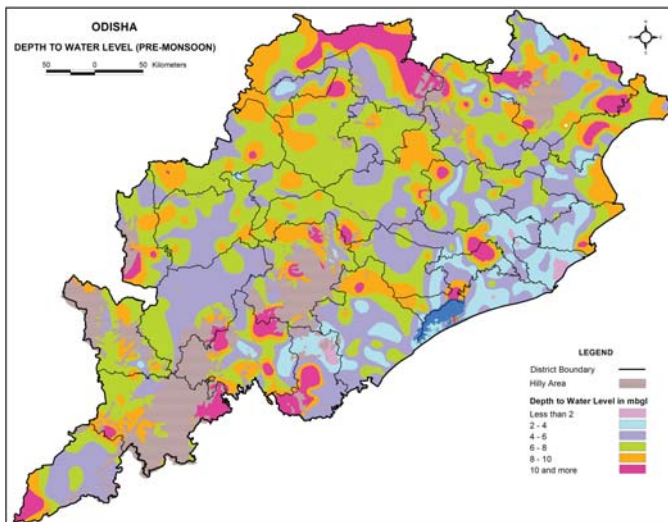 ODISHA
DEPTH TO WATER LEVEL (PRE-MONSOON)
50 0 50 Kilometers
N
W E
S
LEGEND
District Boundary
Hilly Area
Depth to Water Level in mbgl
Less than 2
2 - 4
4 - 6
6 - 8
8 - 10
10 and more